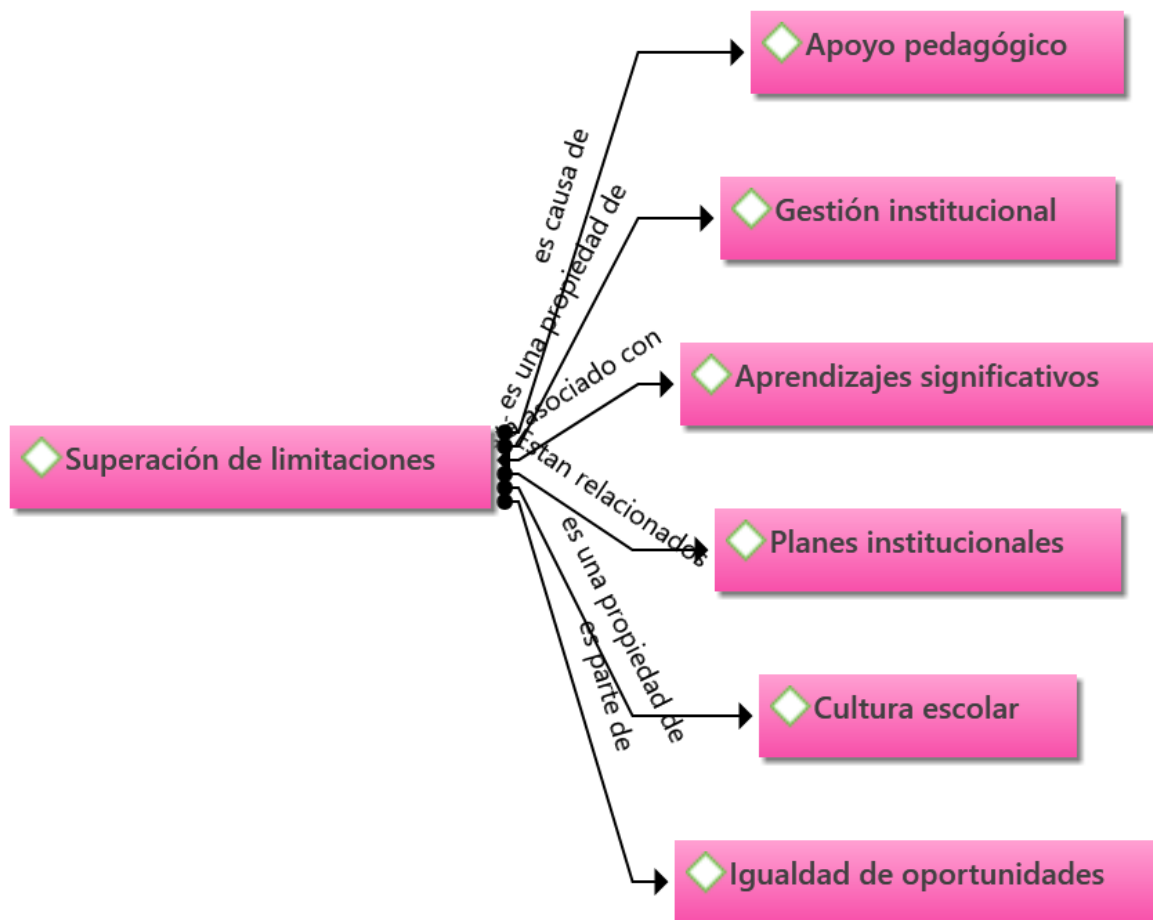 Apoyo pedagógico
es causa de
Gestión institucional
es una propiedad de
Aprendizajes significativos
asociado con
Superación de limitaciones
Estan relacionados
Planes institucionales
es una propiedad de
Cultura escolar
es parte de
Igualdad de oportunidades